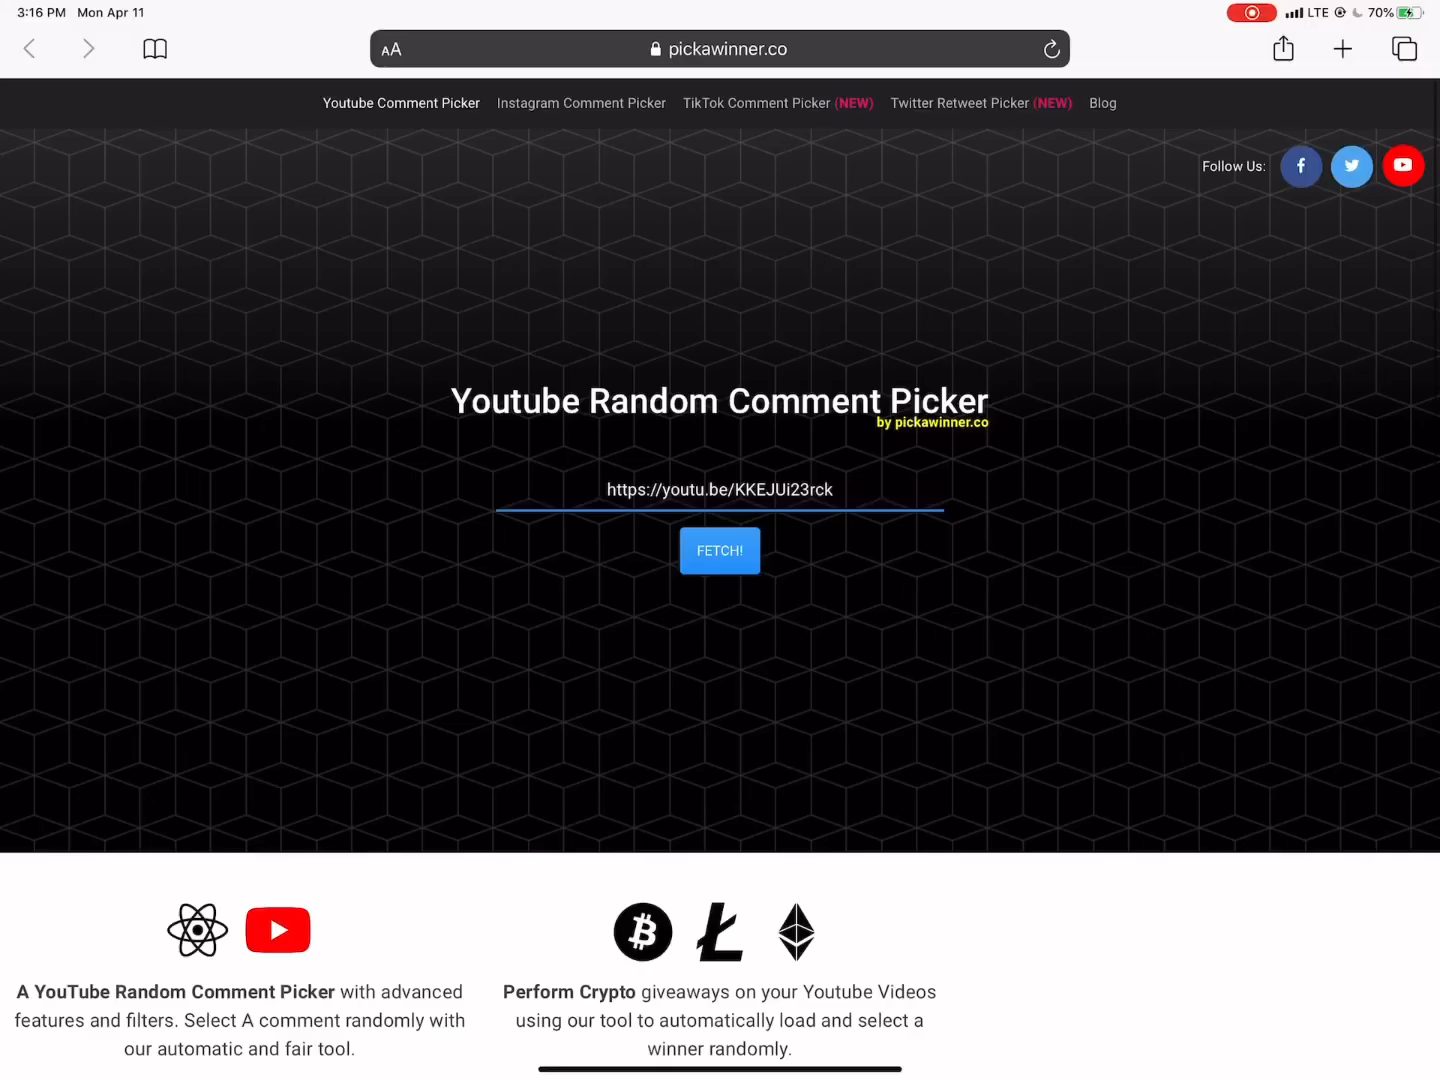 3:16 PM Mon Apr 11
LTE 70%
AA pickawinner.co
Youtube Comment Picker Instagram Comment Picker TikTok Comment Picker (NEW) Twitter Retweet Picker (NEW) Blog
Follow Us:
Youtube Random Comment Picker
by pickawinner.co
https://youtu.be/KKEJUi23rck
FETCH!
A YouTube Random Comment Picker with advanced
features and filters. Select A comment randomly with
our automatic and fair tool.
Perform Crypto giveaways on your Youtube Videos
using our tool to automatically load and select a
winner randomly.